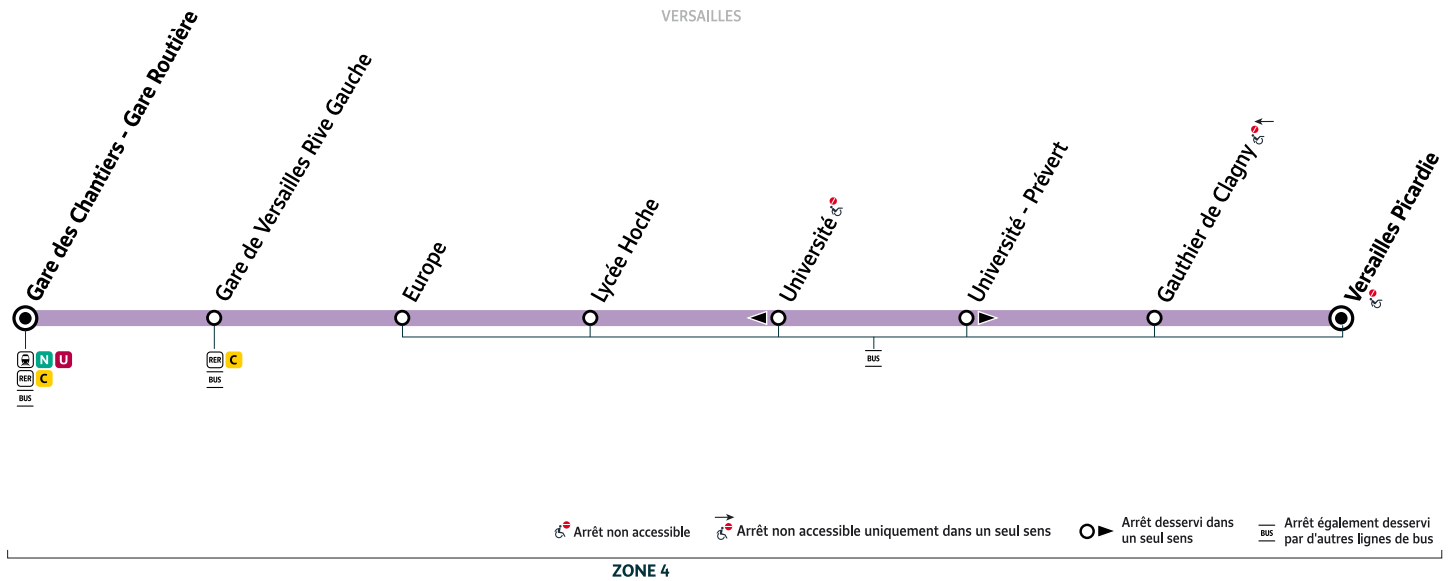 VERSAILLES
Gare des Chantiers - Gare Routière
Gare de Versailles Rive Gauche
Europe
Lycée Hoche
Université
Université - Prévert
Gauthier de Clagny
Versailles Picardie
N U
RER C
BUS
RER C
BUS
BUS
Arrêt non accessible
Arrêt non accessible uniquement dans un seul sens
Arrêt desservi dans
un seul sens
BUS
Arrêt également desservi
par d'autres lignes de bus
ZONE 4